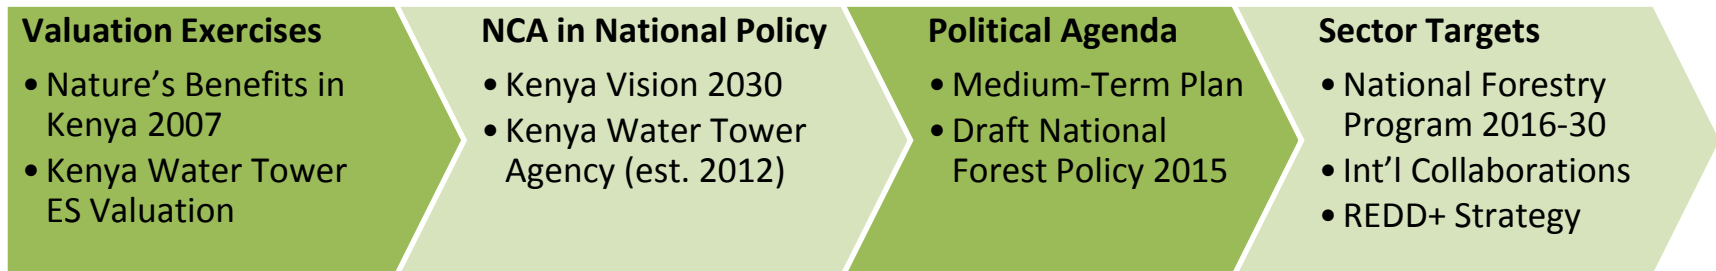 Valuation Exercises
• Nature’s Benefits in
Kenya 2007
• Kenya Water Tower
ES Valuation
NCA in National Policy
• Kenya Vision 2030
• Kenya Water Tower
Agency (est. 2012)
Political Agenda
• Medium-Term Plan
• Draft National
Forest Policy 2015
Sector Targets
• National Forestry
Program 2016-30
• Int’l Collaborations
• REDD+ Strategy